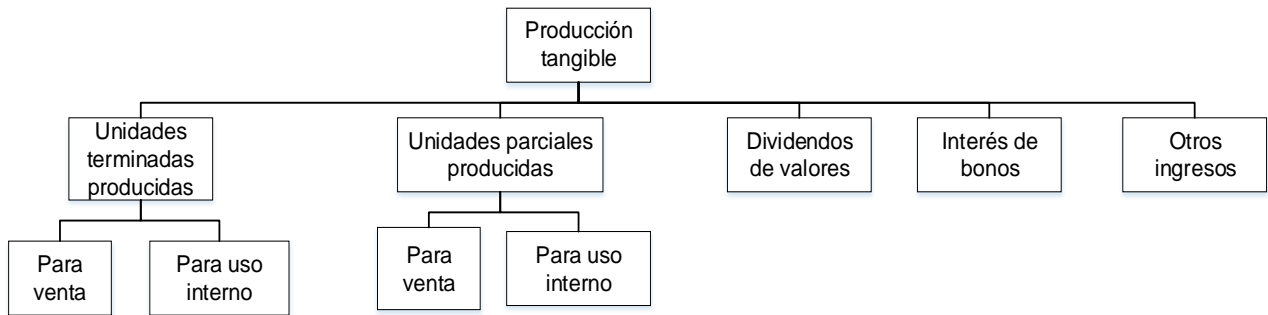 Producción
tangible
Unidades
terminadas
producidas
Unidades parciales
producidas
Dividendos
de valores
Interés de
bonos
Otros
ingresos
Para
venta
Para uso
interno
Para
venta
Para uso
interno